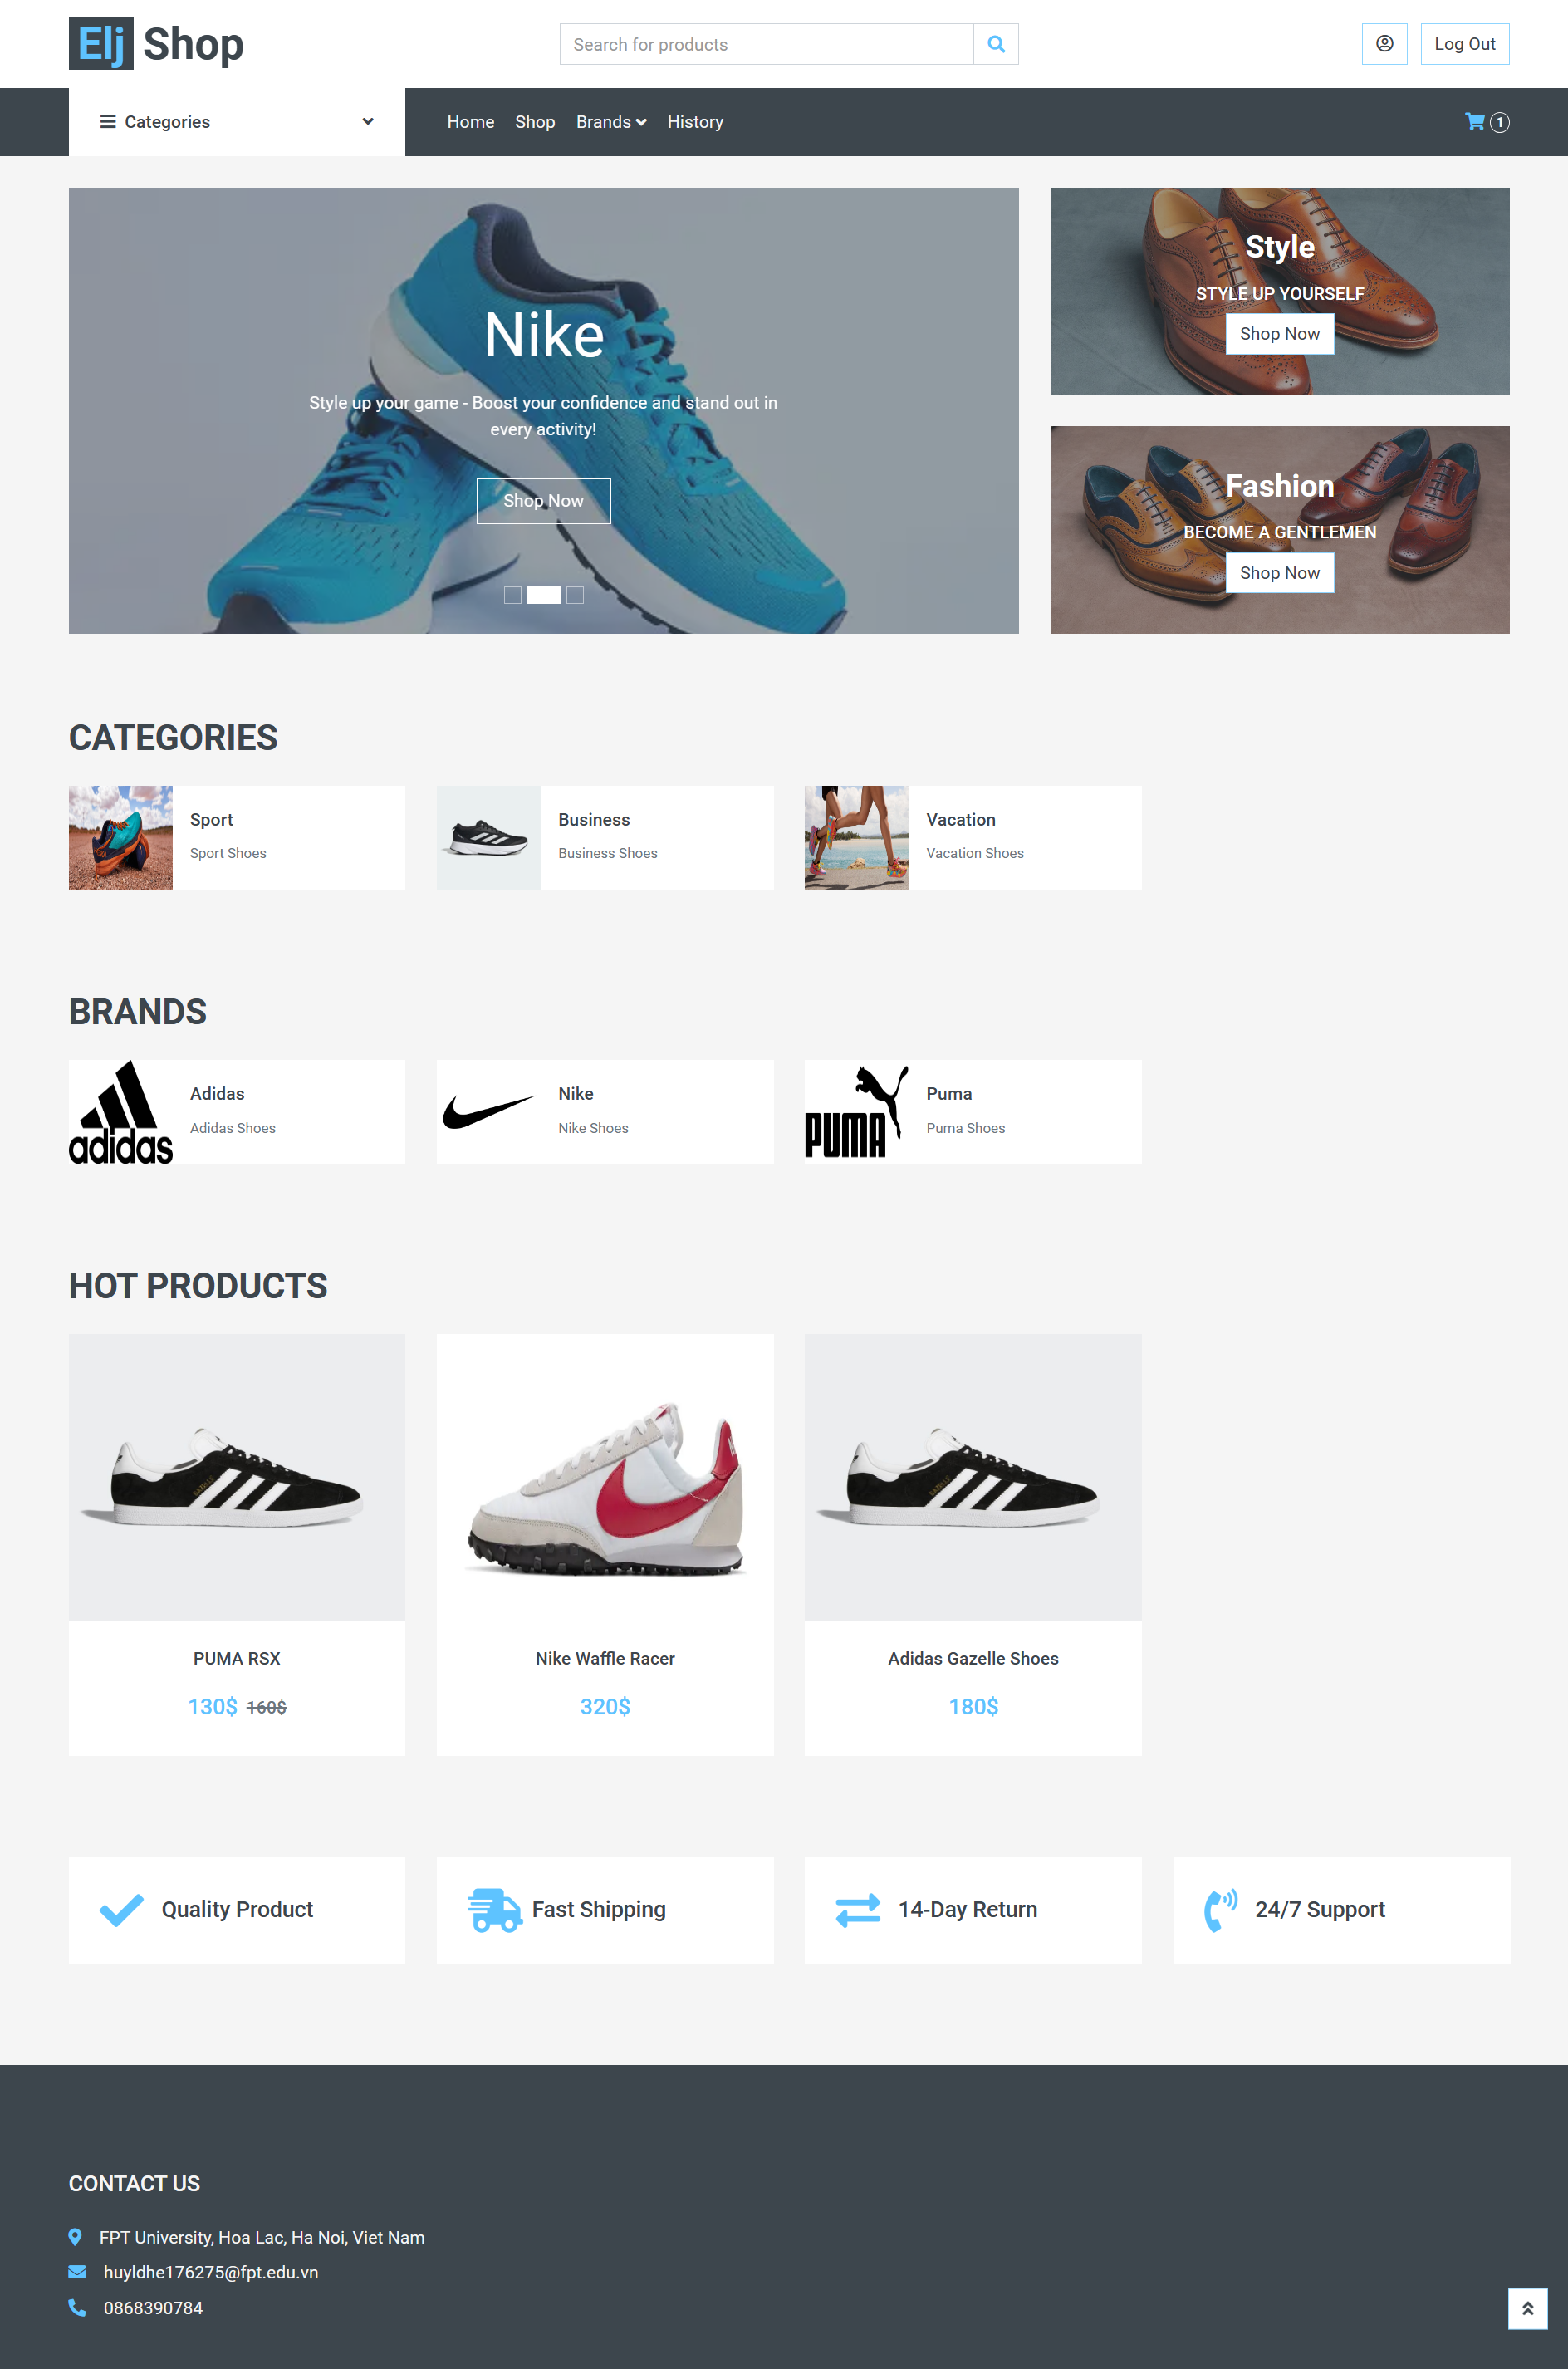 Elj Shop
Search for products
Log Out
Categories
Home Shop Brands History
1
Nike
Style up your game - Boost your confidence and stand out in
every activity!
Shop Now
Style
STYLE UP YOURSELF
Shop Now
Fashion
BECOME A GENTLEMEN
Shop Now
CATEGORIES
Sport
Sport Shoes
Business
Business Shoes
Vacation
Vacation Shoes
BRANDS
adidas
Adidas
Adidas Shoes
Nike
Nike Shoes
PUMA
Puma
Puma Shoes
HOT PRODUCTS
PUMA RSX
130$ 160$
Nike Waffle Racer
320$
Adidas Gazelle Shoes
180$
Quality Product
Fast Shipping
14-Day Return
24/7 Support
CONTACT US
FPT University, Hoa Lac, Ha Noi, Viet Nam
huyldhe176275@fpt.edu.vn
0868390784